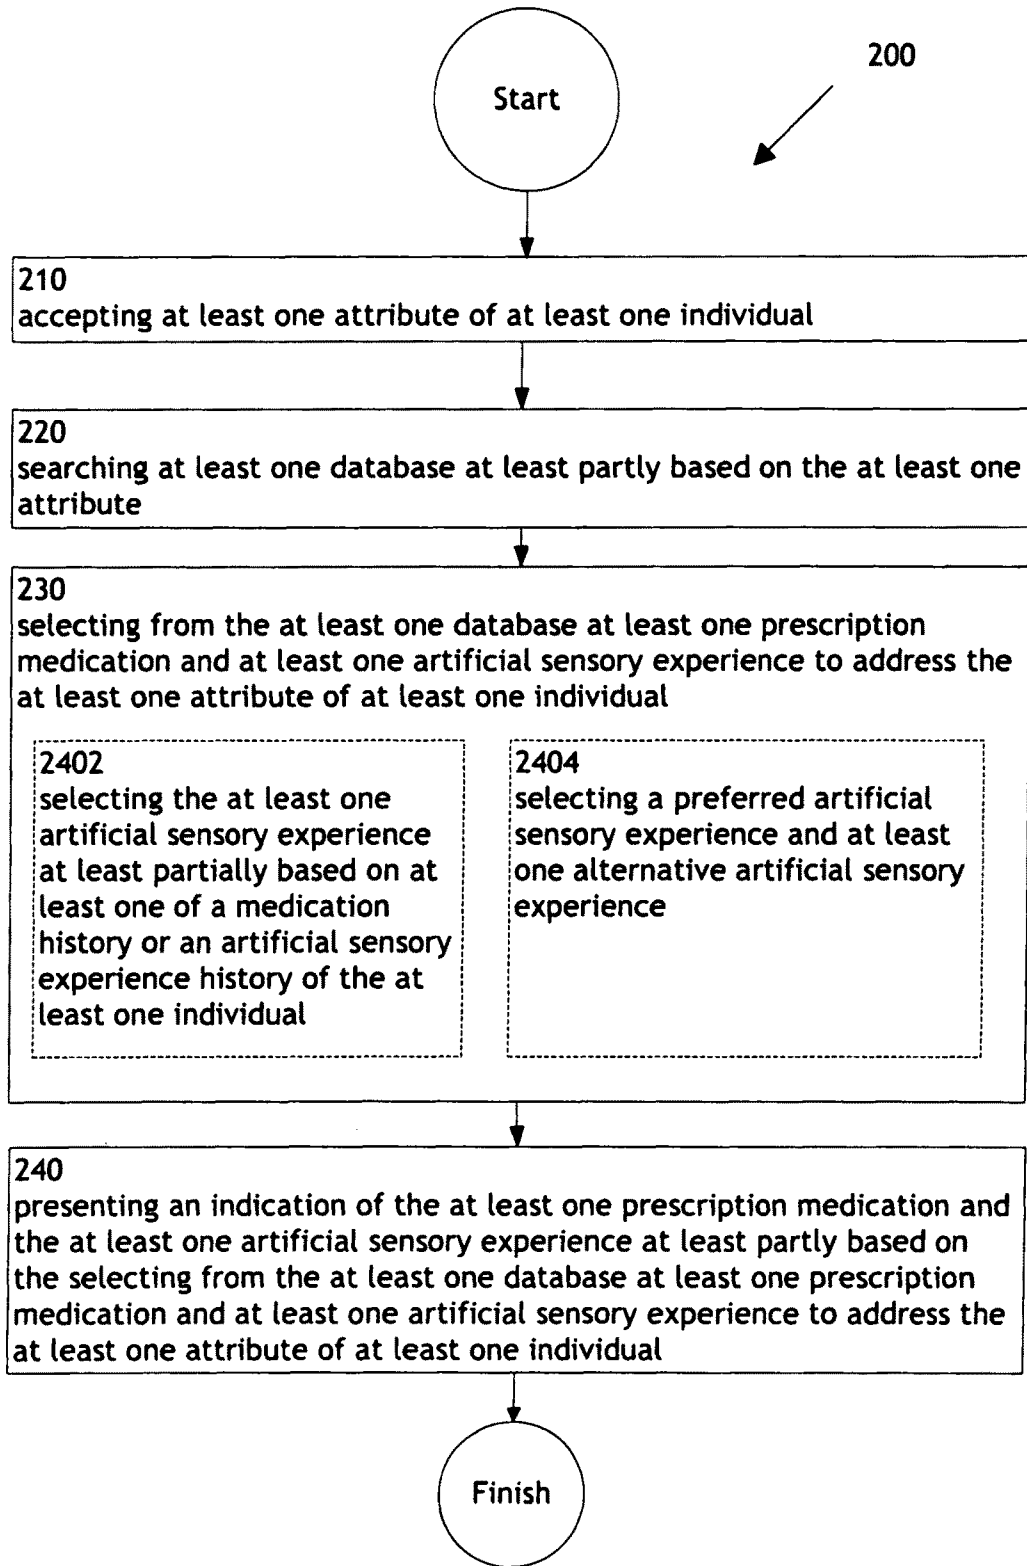 Start
200
210
accepting at least one attribute of at least one individual
220
searching at least one database at least partly based on the at least one
attribute
230
selecting from the at least one database at least one prescription
medication and at least one artificial sensory experience to address the
at least one attribute of at least one individual
2402
selecting the at least one
artificial sensory experience
at least partially based on at
least one of a medication
history or an artificial sensory
experience history of the at
least one individual
2404
selecting a preferred artificial
sensory experience and at least
one alternative artificial sensory
experience
240
presenting an indication of the at least one prescription medication and
the at least one artificial sensory experience at least partly based on
the selecting from the at least one database at least one prescription
medication and at least one artificial sensory experience to address the
at least one attribute of at least one individual
Finish